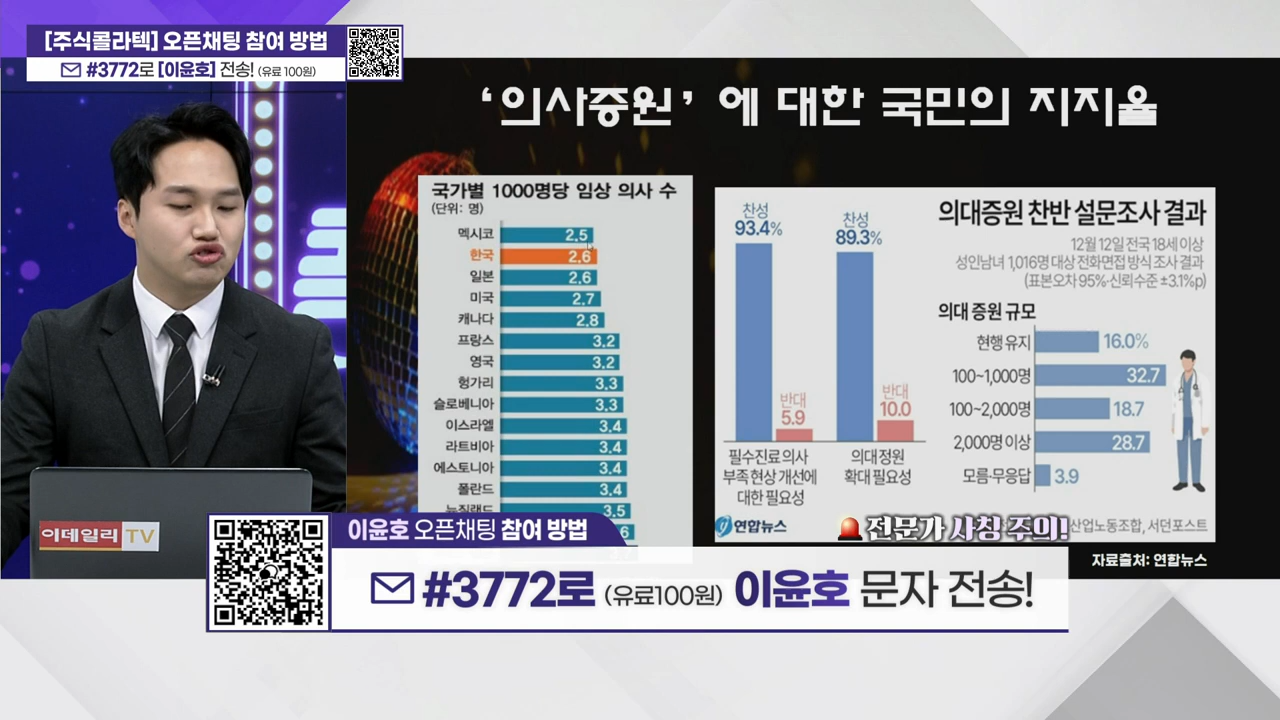 [주식콜라텍] 오픈채팅 참여 방법
#3772로 [이윤호] 전송! (유료 100원)
‘의사증원’ 에 대한 국민의 지지율
국가별 1000명당 임상 의사 수
(단위: 명)
멕시코 2.5
한국 2.6
일본 2.6
미국 2.7
캐나다 2.8
프랑스 3.2
영국 3.2
헝가리 3.3
슬로베니아 3.3
이스라엘 3.4
라트비아 3.4
에스토니아 3.4
폴란드 3.4
뉴질랜드 3.5
의대증원 찬반 설문조사 결과
12월 12일 전국 18세 이상
성인남녀 1,016명 대상 전화면접 방식 조사 결과
(표본오차 95%·신뢰수준 ±3.1%p)
찬성
93.4%
반대
5.9
필수진료 의사
부족 현상 개선에
대한 필요성
찬성
89.3%
반대
10.0
의대 정원
확대 필요성
의대 증원 규모
현행 유지 16.0%
100~1,000명 32.7
100~2,000명 18.7
2,000명 이상 28.7
모름·무응답 3.9
연합뉴스
전문가 사칭 주의!
산업노동조합, 서던포스트
자료출처: 연합뉴스
이데일리 TV
이윤호 오픈채팅 참여 방법
#3772로 (유료100원) 이윤호 문자 전송!